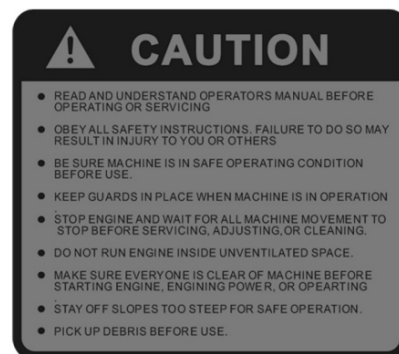 CAUTION
● READ AND UNDERSTAND OPERATORS MANUAL BEFORE
OPERATING OR SERVICING
● OBEY ALL SAFETY INSTRUCTIONS. FAILURE TO DO SO MAY
RESULT IN INJURY TO YOU OR OTHERS
● BE SURE MACHINE IS IN SAFE OPERATING CONDITION
BEFORE USE.
● KEEP GUARDS IN PLACE WHEN MACHINE IS IN OPERATION
.
● STOP ENGINE AND WAIT FOR ALL MACHINE MOVEMENT TO
STOP BEFORE SERVICING, ADJUSTING, OR CLEANING.
● DO NOT RUN ENGINE INSIDE UNVENTILATED SPACE.
● MAKE SURE EVERYONE IS CLEAR OF MACHINE BEFORE
STARTING ENGINE, ENGINING POWER, OR OPEARTING
.
● STAY OFF SLOPES TOO STEEP FOR SAFE OPERATION.
● PICK UP DEBRIS BEFORE USE.